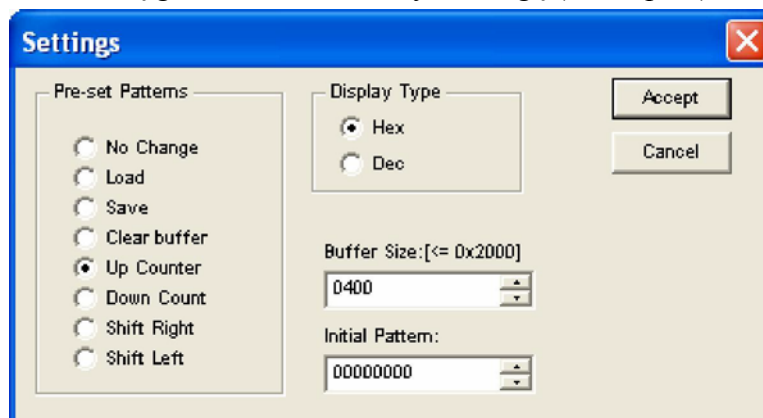 Settings
Pre-set Patterns
No Change
Load
Save
Clear buffer
Up Counter
Down Count
Shift Right
Shift Left
Display Type
Hex
Dec
Buffer Size:[<= 0x2000]
0400
Initial Pattern:
00000000
Accept
Cancel